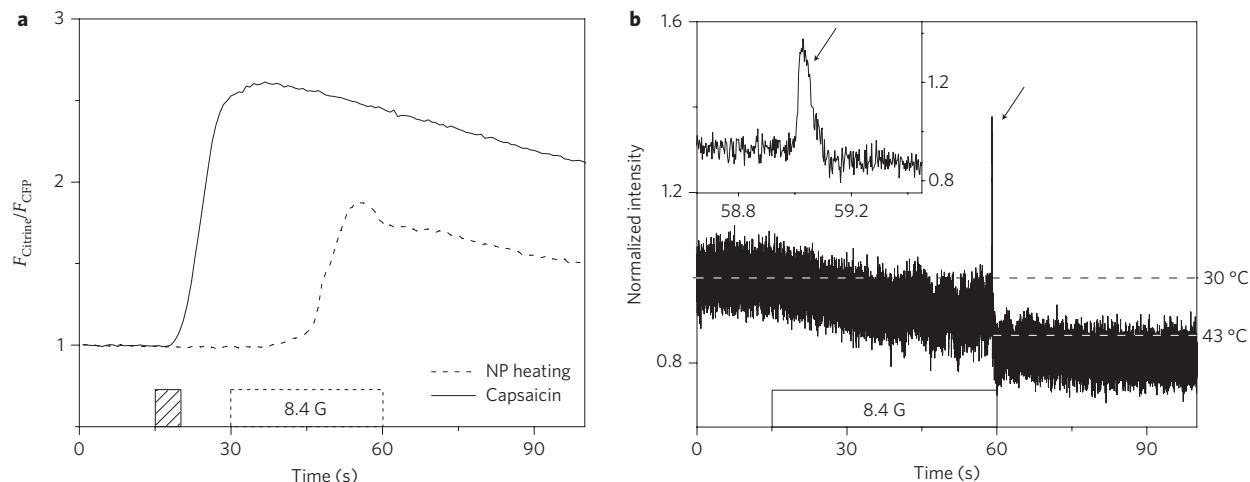 a
3
2
1
F_Citrine/F_CFP
NP heating
Capsaicin
8.4 G
0
30
60
90
Time (s)
b
1.6
1.2
0.8
Normalized intensity
1.2
0.8
58.8
59.2
30 °C
43 °C
8.4 G
0
30
60
90
Time (s)